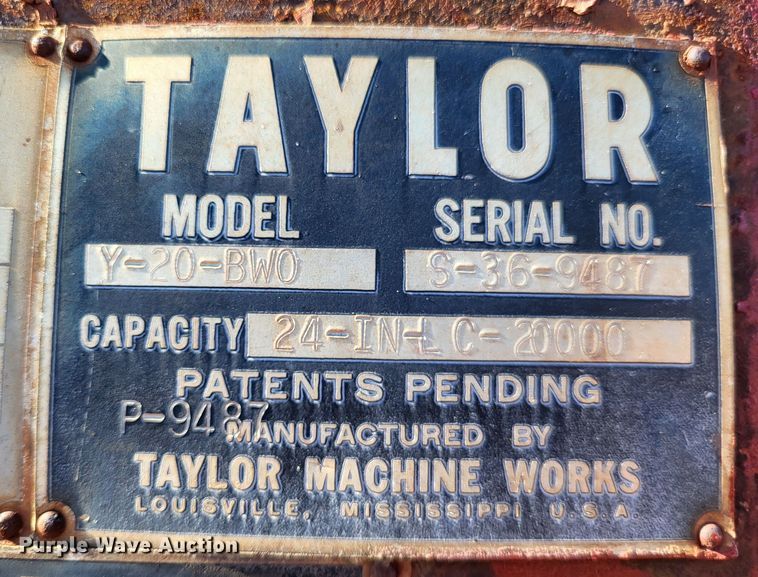 TAYLOR
MODEL SERIAL NO.
Y-20-BWO S-36-9487
CAPACITY 24-IN-LC-20000
PATENTS PENDING
P-9487
MANUFACTURED BY
TAYLOR MACHINE WORKS
LOUISVILLE, MISSISSIPPI U.S.A.
Purple Wave Auction